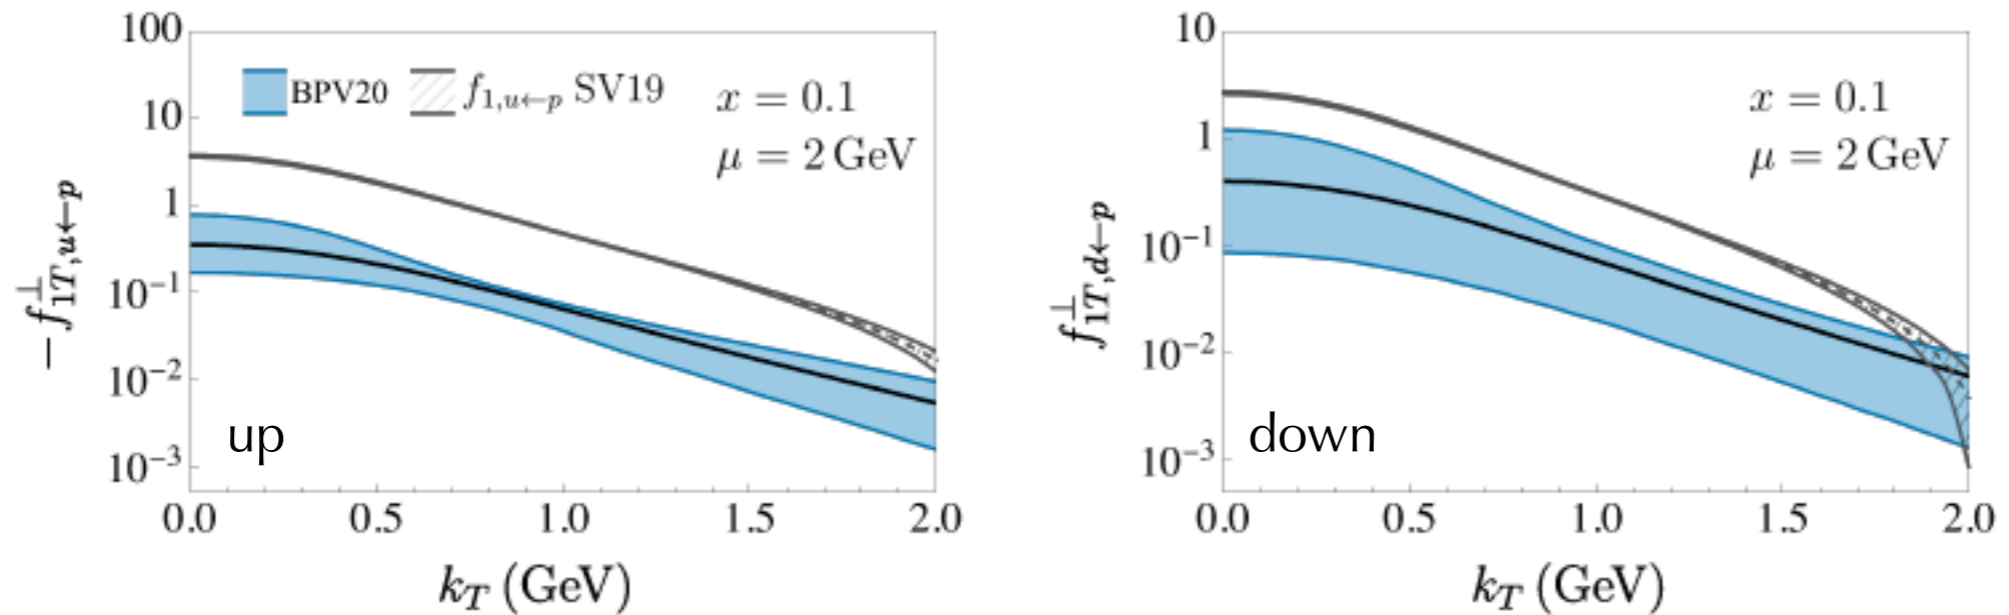 100
10
1
10⁻¹
10⁻²
10⁻³
−f⊥1T,u←p
BPV20
f1,u←p SV19
x = 0.1
μ = 2 GeV
up
0.0 0.5 1.0 1.5 2.0
kT (GeV)
10
1
10⁻¹
10⁻²
10⁻³
f⊥1T,d←p
x = 0.1
μ = 2 GeV
down
0.0 0.5 1.0 1.5 2.0
kT (GeV)